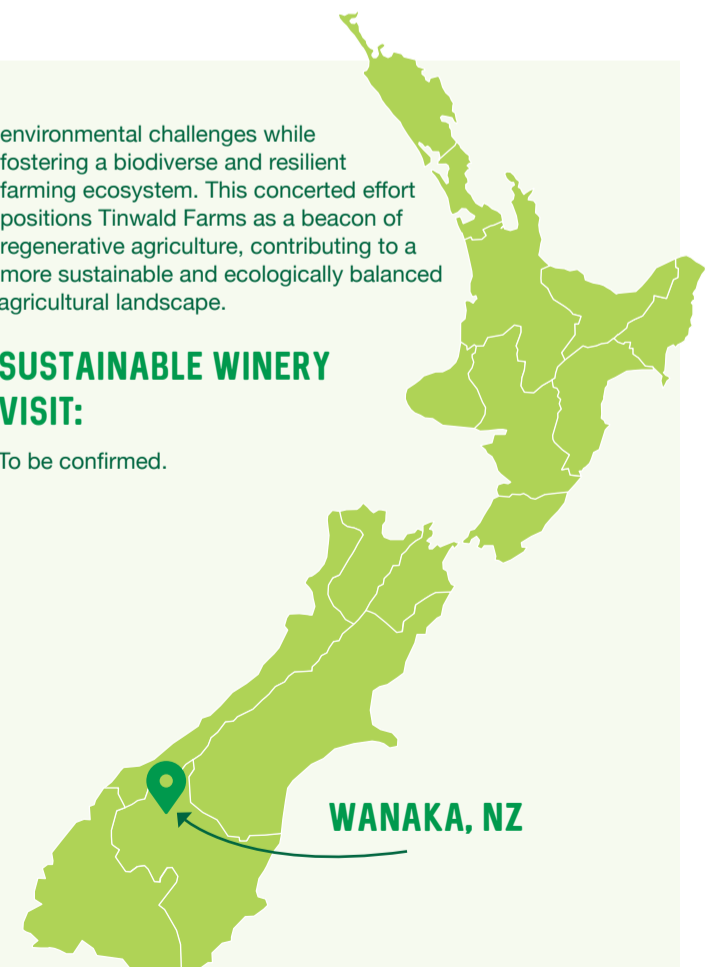 environmental challenges while
fostering a biodiverse and resilient
farming ecosystem. This concerted effort
positions Tinwald Farms as a beacon of
regenerative agriculture, contributing to a
more sustainable and ecologically balanced
agricultural landscape.
SUSTAINABLE WINERY
VISIT:
To be confirmed.
WANAKA, NZ